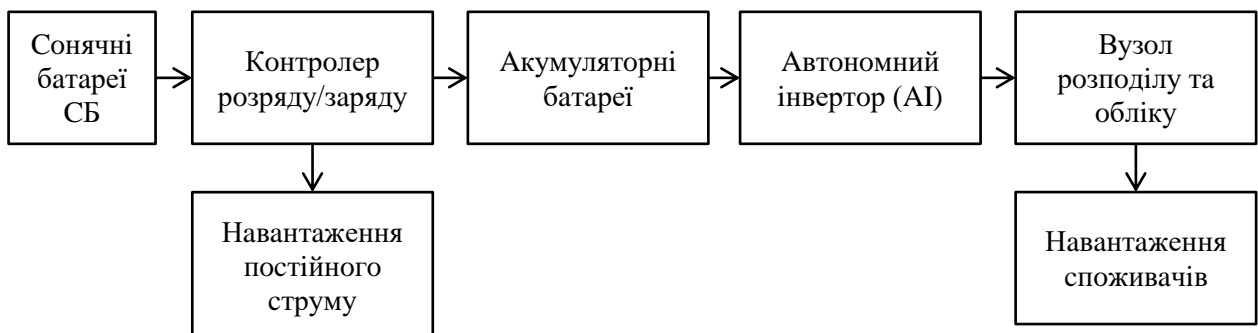 Сонячні
батареї
СБ
Контролер
розряду/заряду
Акумуляторні
батареї
Автономний
інвертор (АІ)
Вузол
розподілу та
обліку
Навантаження
постійного
струму
Навантаження
споживачів